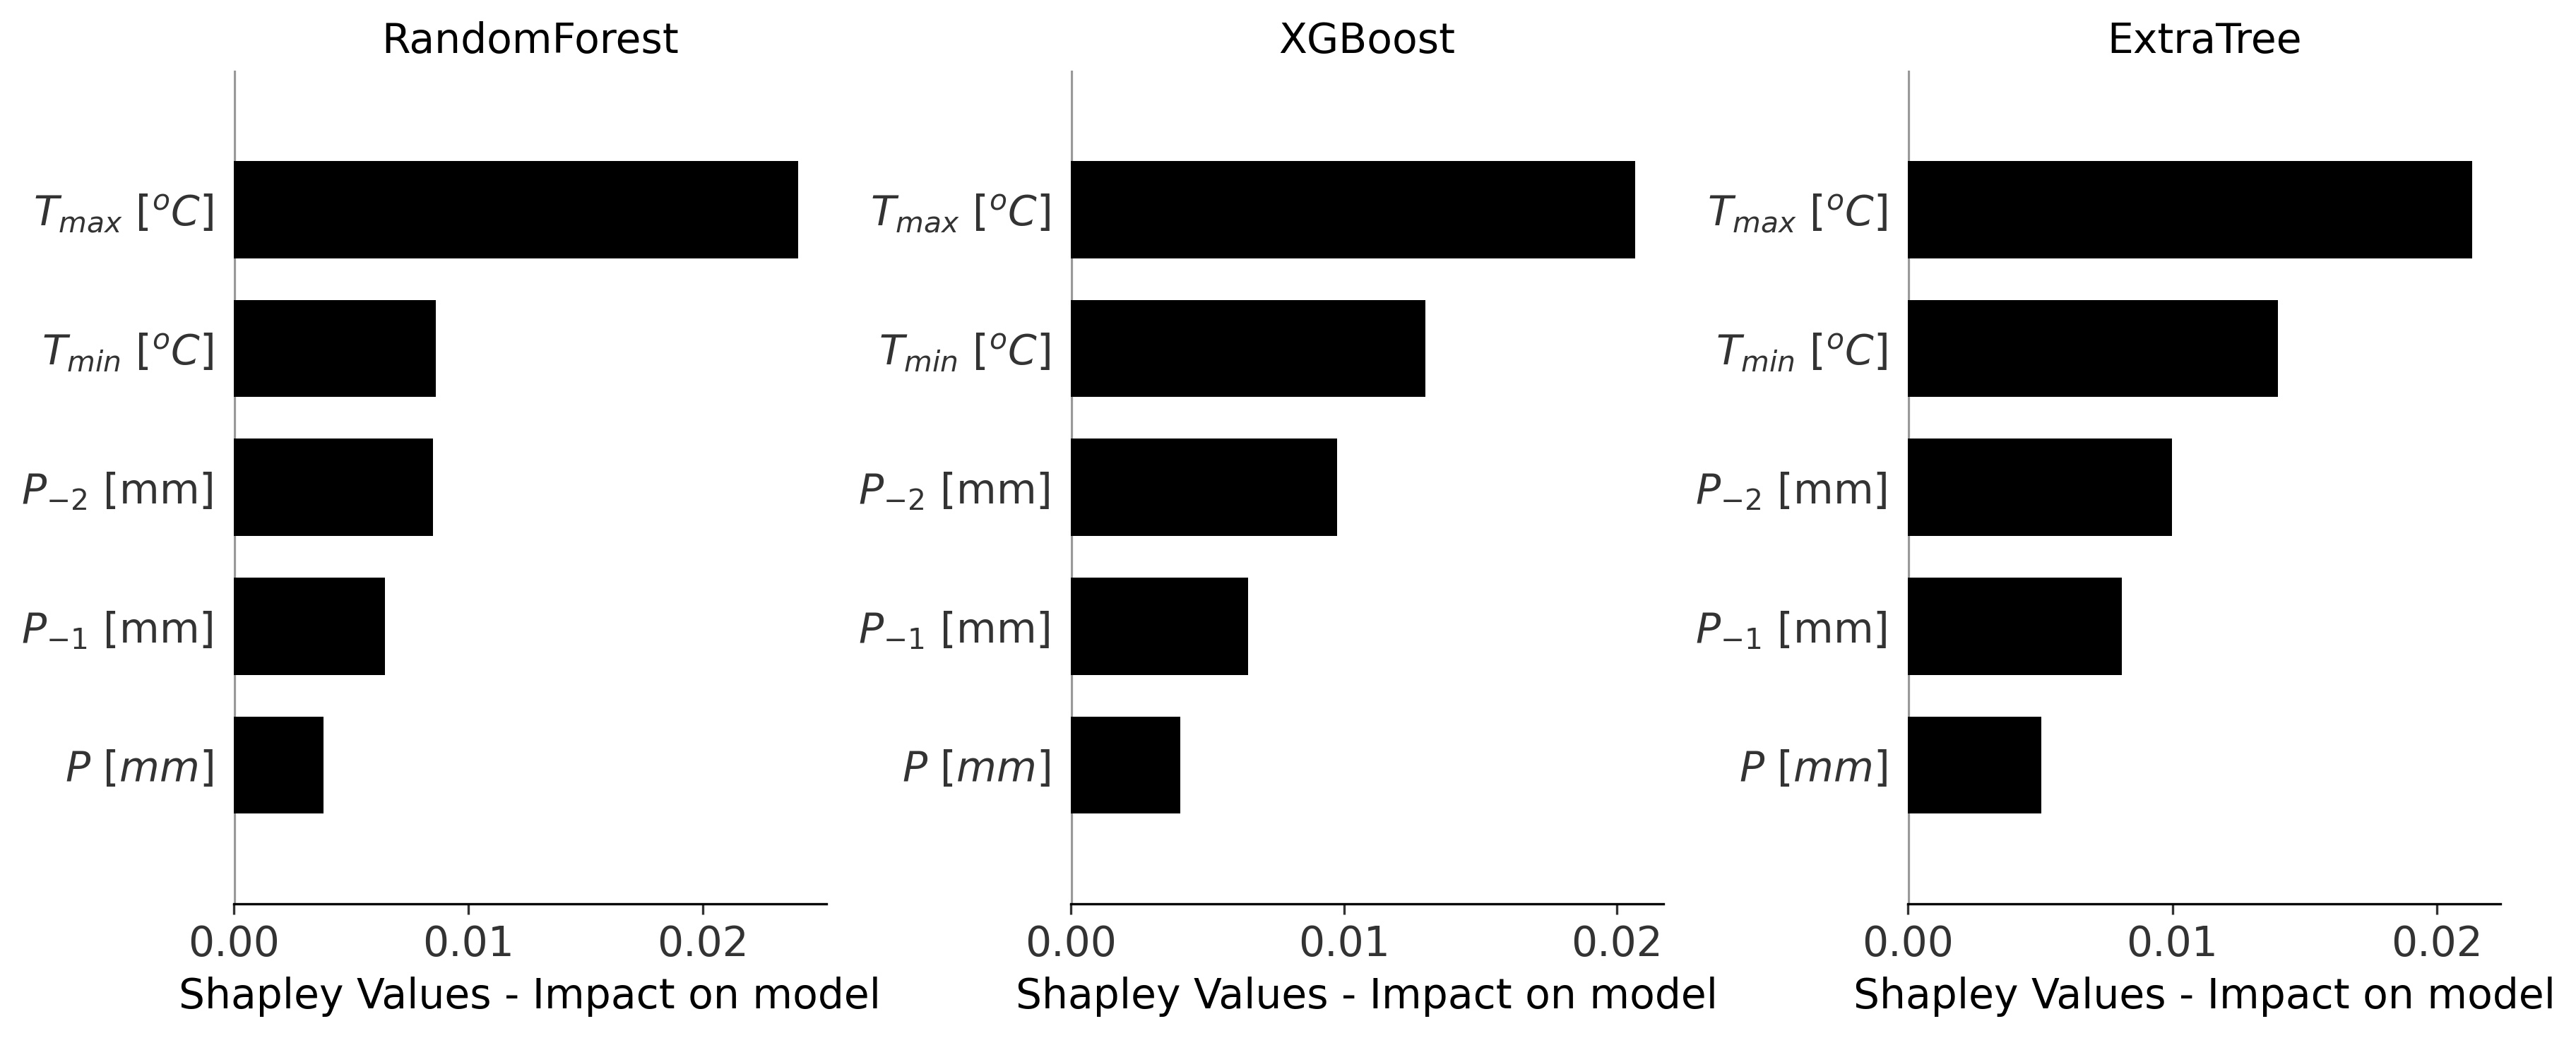 RandomForest
T_max [°C]
T_min [°C]
P_−2 [mm]
P_−1 [mm]
P [mm]
0.00 0.01 0.02
Shapley Values - Impact on model
XGBoost
T_max [°C]
T_min [°C]
P_−2 [mm]
P_−1 [mm]
P [mm]
0.00 0.01 0.02
Shapley Values - Impact on model
ExtraTree
T_max [°C]
T_min [°C]
P_−2 [mm]
P_−1 [mm]
P [mm]
0.00 0.01 0.02
Shapley Values - Impact on model